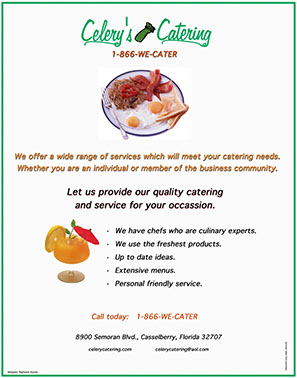 Celery's Catering
1-866-WE-CATER
We offer a wide range of services which will meet your catering needs.
Whether you are an individual or member of the business community.
Let us provide our quality catering
and service for your occassion.
· We have chefs who are culinary experts.
· We use the freshest products.
· Up to date ideas.
· Extensive menus.
· Personal friendly service.
Call today: 1-866-WE-CATER
8900 Semoran Blvd., Casselberry, Florida 32707
celerycatering.com celerycatering@aol.com